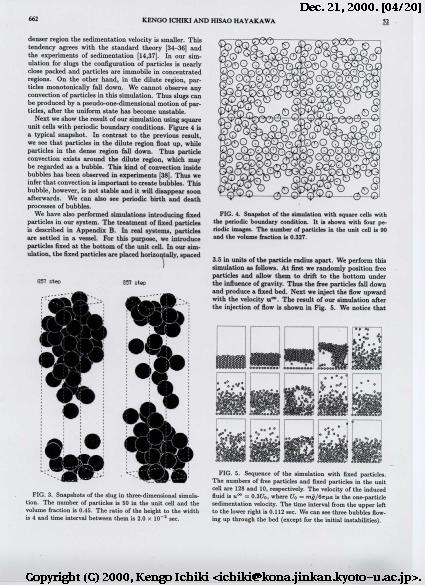 Dec. 21, 2000. [04/20]
662
KENGO ICHIKI AND HISAO HAYAKAWA
52
denser region the sedimentation velocity is smaller. This
tendency agrees with the standard theory [34–36] and
the experiments of sedimentation [14,37]. In our sim-
ulation for slugs the configuration of particles is nearly
close packed and particles are immobile in concentrated
regions. On the other hand, in the dilute region, par-
ticles monotonically fall down. We cannot observe any
convection of particles in this simulation. Thus slugs can
be produced by a pseudo-one-dimensional motion of par-
ticles, after the uniform state has become unstable.
Next we show the result of our simulation using square
unit cells with periodic boundary conditions. Figure 4 is
a typical snapshot. In contrast to the previous result,
we see that particles in the dilute region float up, while
particles in the dense region fall down. Thus particle
convection exists around the dilute region, which may
be regarded as a bubble. This kind of convection inside
bubbles has been observed in experiments [38]. Thus we
infer that convection is important to create bubbles. This
bubble, however, is not stable and it will disappear soon
afterwards. We can also see periodic birth and death
processes of bubbles.
We have also performed simulations introducing fixed
particles in our system. The treatment of fixed particles
is described in Appendix B. In real systems, particles
are settled in a vessel. For this purpose, we introduce
particles fixed at the bottom of the unit cell. In our sim-
ulation, the fixed particles are placed horizontally, spaced
step
step
FIG. 3. Snapshots of the slug in three-dimensional simula-
tion. The number of particles is 50 in the unit cell and the
volume fraction is 0.45. The ratio of the height to the width
is 4 and time interval between them is 2.0 × 10⁻² sec.
FIG. 4. Snapshot of the simulation with square cells with
the periodic boundary condition. It is shown with four pe-
riodic images. The number of particles in the unit cell is 90
and the volume fraction is 0.327.
3.5 in units of the particle radius apart. We perform this
simulation as follows. At first we randomly position free
particles and allow them to drift to the bottom under
the influence of gravity. Thus the free particles fall down
and produce a fixed bed. Next we inject the flow upward
with the velocity u∞. The result of our simulation after
the injection of flow is shown in Fig. 5. We notice that
FIG. 5. Sequence of the simulation with fixed particles.
The numbers of free particles and fixed particles in the unit
cell are 128 and 10, respectively. The velocity of the induced
fluid is u∞ = 0.3U₀, where U₀ = mg̃/6πμa is the one-particle
sedimentation velocity. The time interval from the upper left
to the lower right is 0.112 sec. We can see three bubbles flow-
ing up through the bed (except for the initial instabilities).
Copyright (C) 2000, Kengo Ichiki <ichiki@kona.jinkan.kyoto-u.ac.jp>.